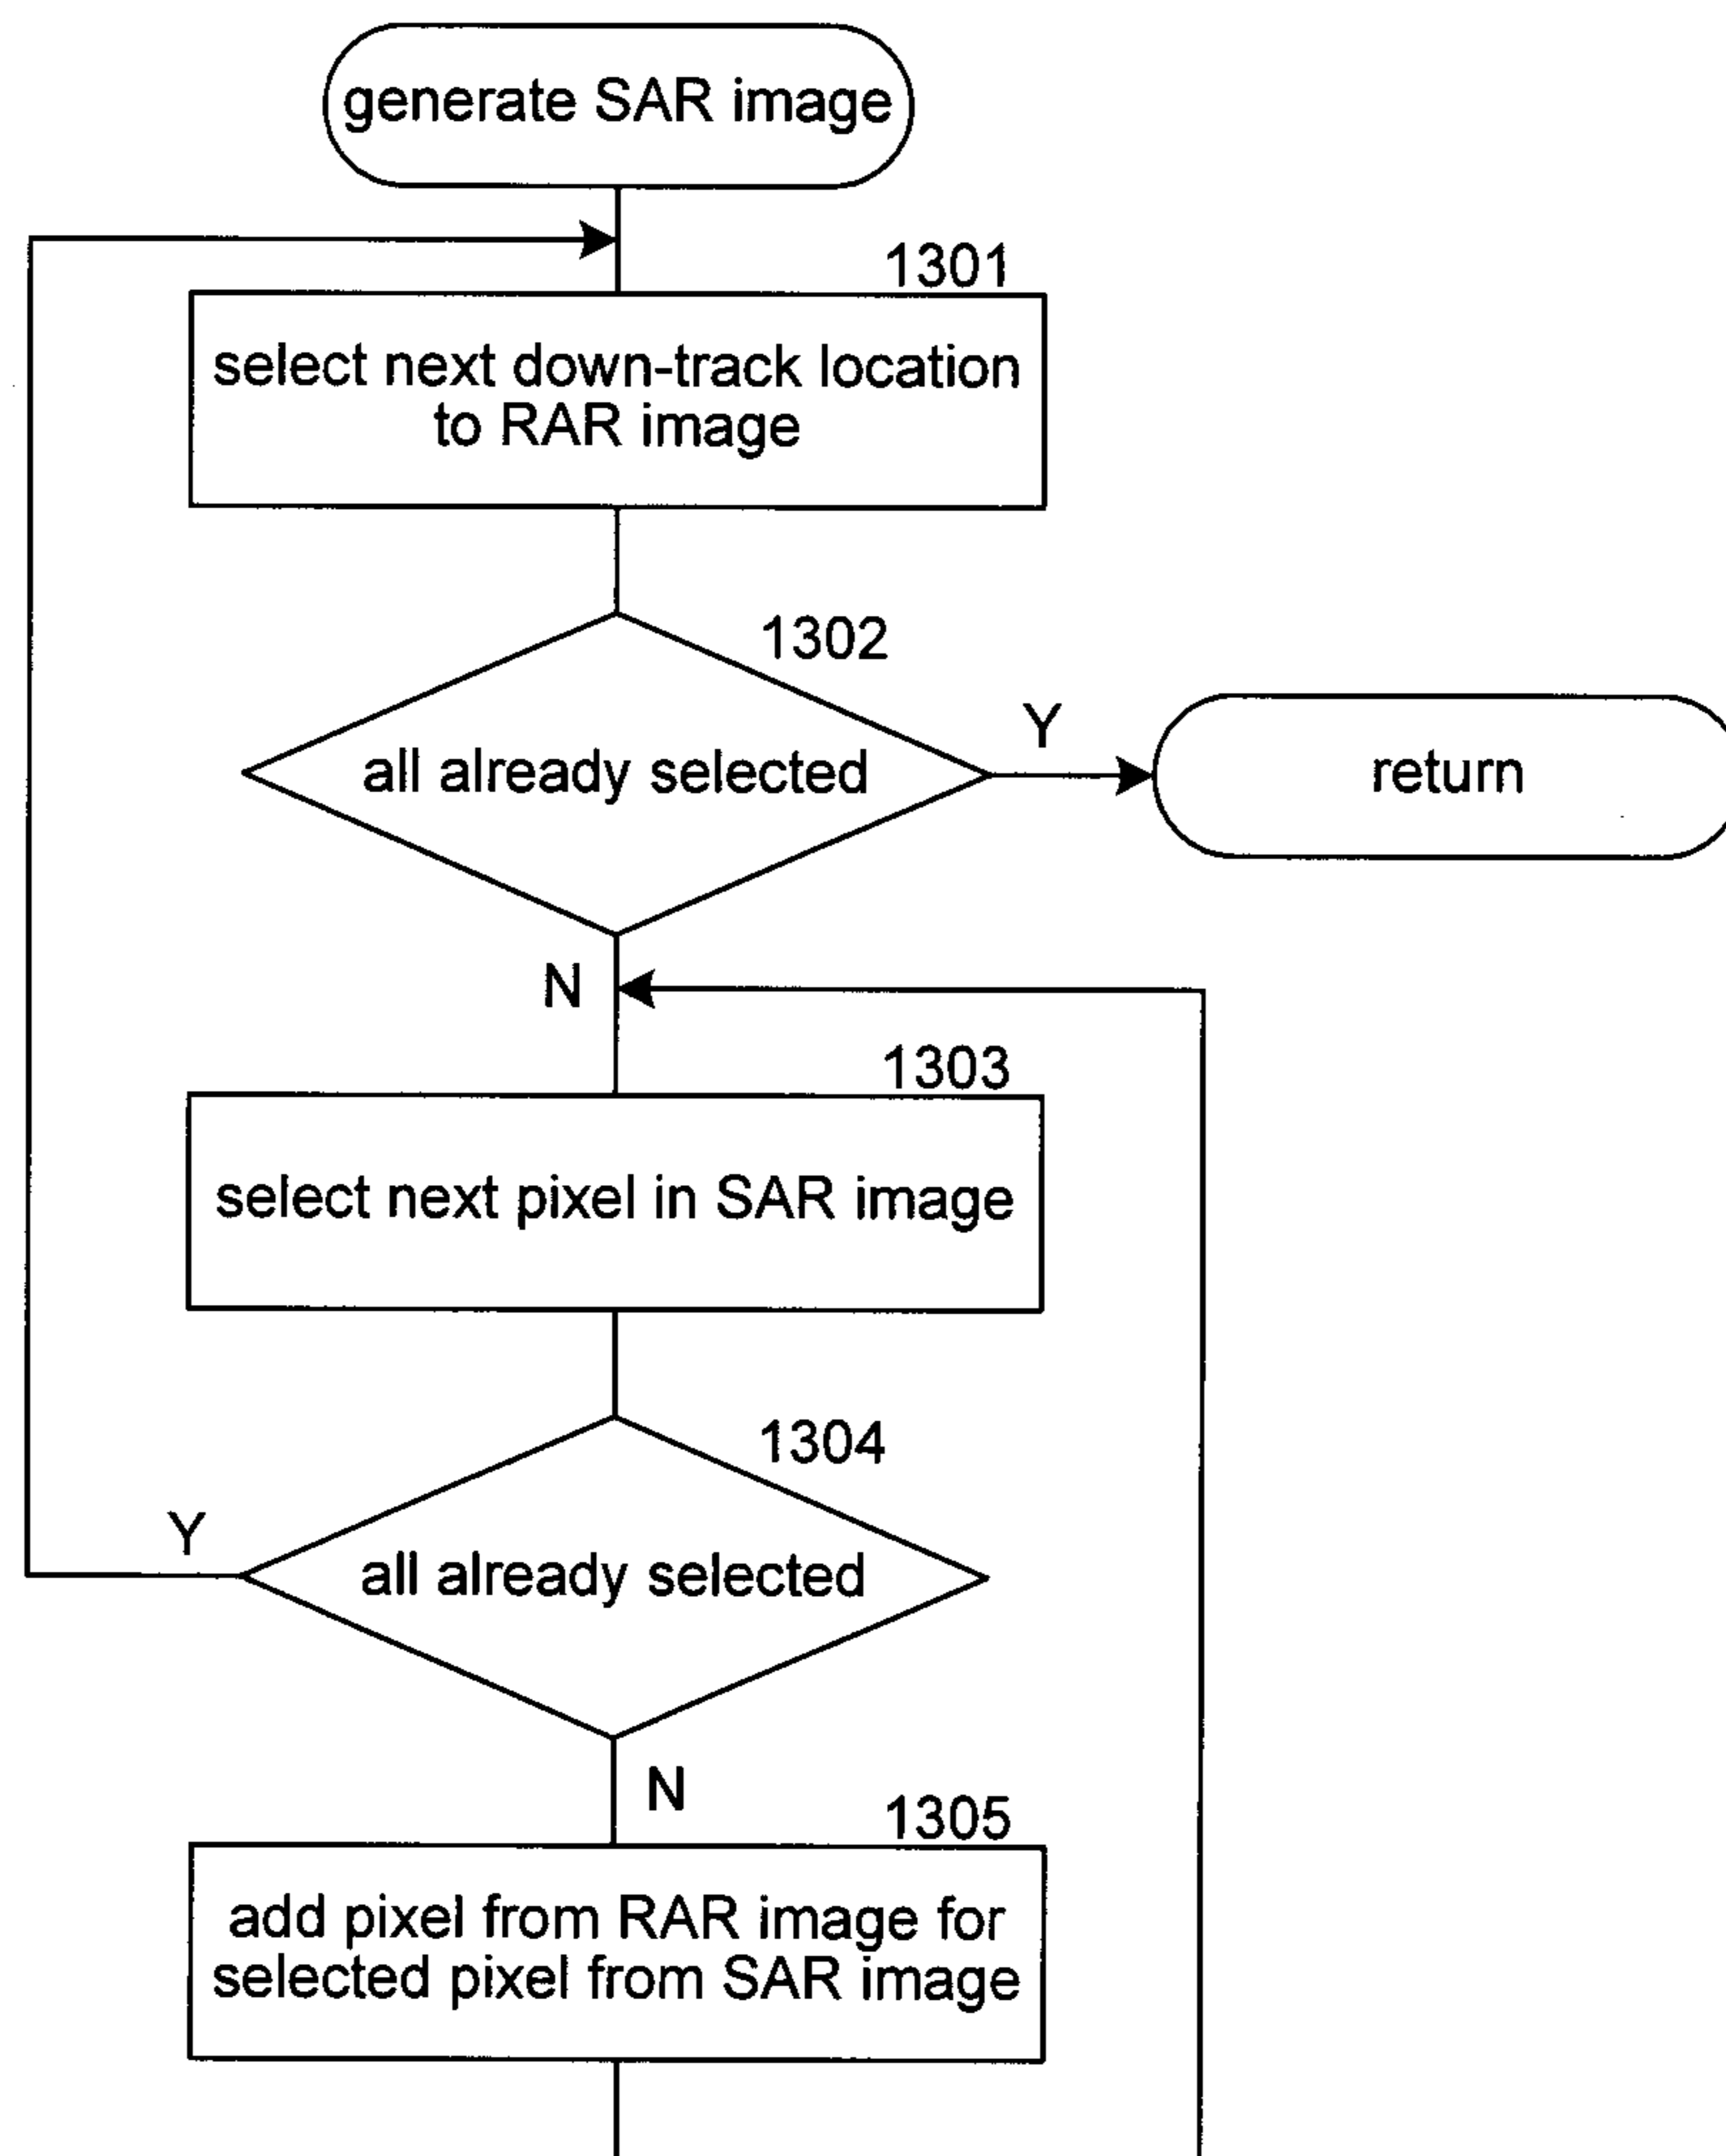 generate SAR image
1301
select next down-track location
to RAR image
1302
all already selected
Y
return
N
1303
select next pixel in SAR image
1304
Y
all already selected
N
1305
add pixel from RAR image for
selected pixel from SAR image